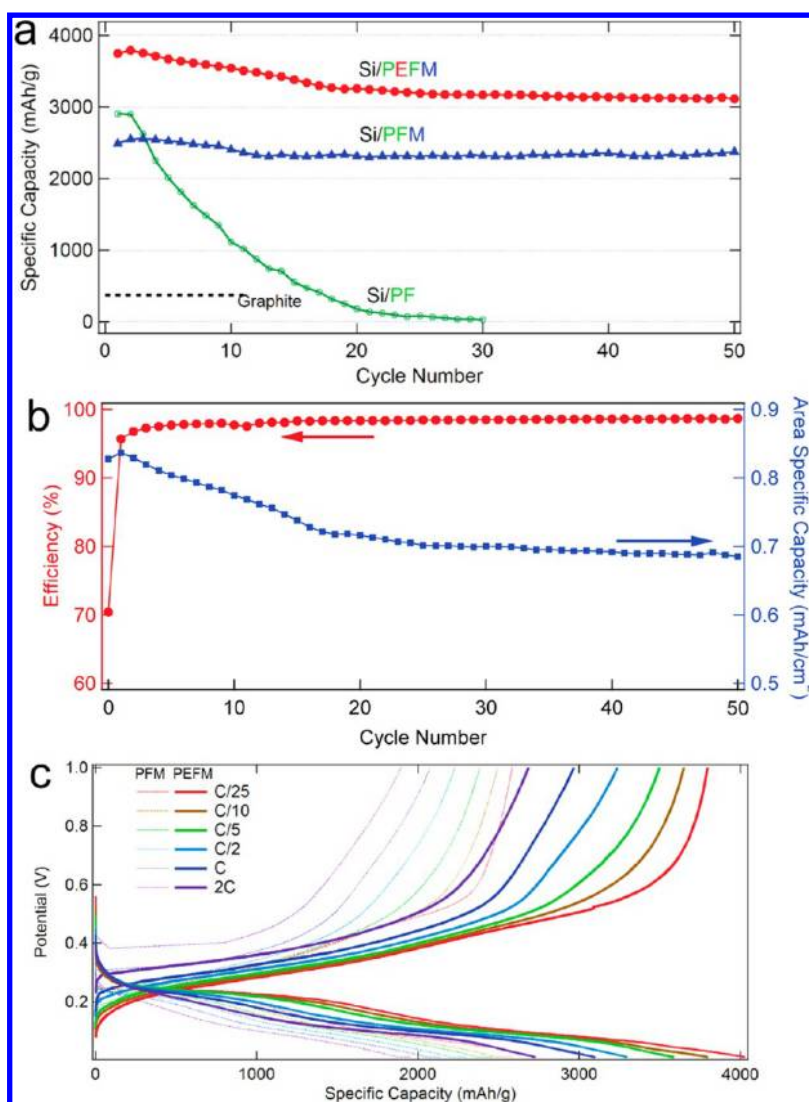 a
4000
3000
2000
1000
0
Specific Capacity (mAh/g)
Si/PEFM
Si/PFM
Si/PF
Graphite
0 10 20 30 40 50
Cycle Number
b
100
90
80
70
60
Efficiency (%)
0.9
0.8
0.7
0.6
0.5
Area Specific Capacity (mAh/cm
0 10 20 30 40 50
Cycle Number
c
1.0
0.8
0.6
0.4
0.2
Potential (V)
PFM PEFM
C/25
C/10
C/5
C/2
C
2C
0 1000 2000 3000 4000
Specific Capacity (mAh/g)